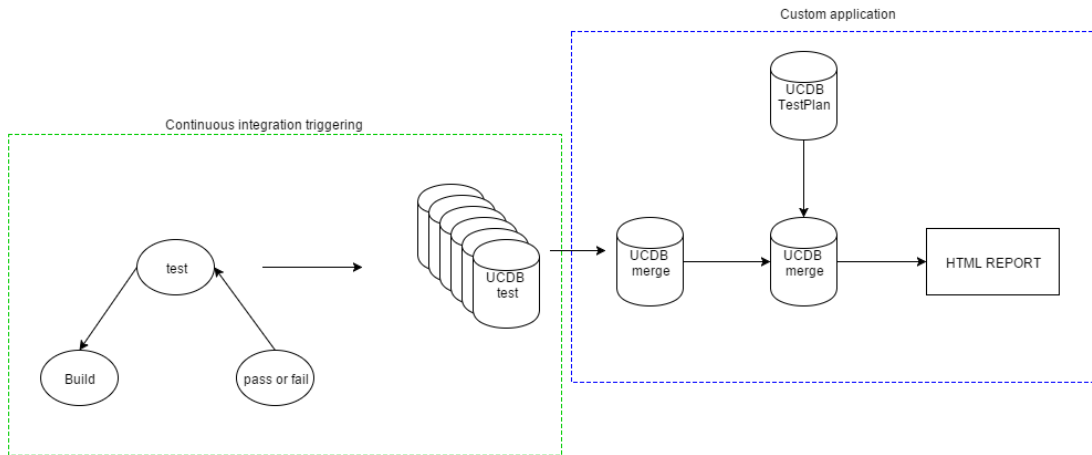 Custom application
UCDB
TestPlan
Continuous integration triggering
test
UCDB
test
UCDB
merge
UCDB
merge
HTML REPORT
Build
pass or fail